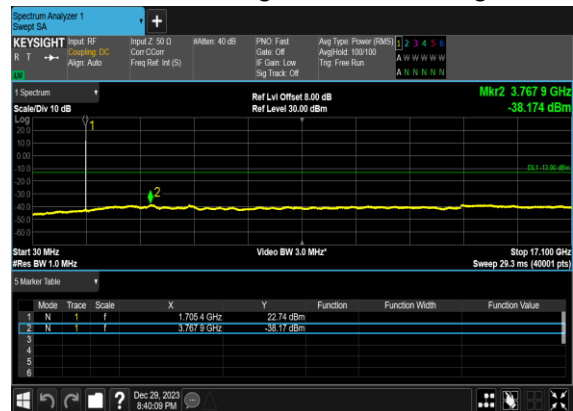 Spectrum Analyzer 1
Swept SA
+
KEYSIGHT Input: RF Input Z: 50 Ω #Atten: 40 dB PNO: Fast Avg Type: Power (RMS) 1 2 3 4 5 6
R T Coupling: DC Corr CCorr Gate: Off Avg|Hold: 100/100 A W W W W W
Align: Auto Freq Ref: Int (S) IF Gain: Low Trig: Free Run
LW Sig Track: Off A N N N N N
1 Spectrum Ref Lvl Offset 8.00 dB Mkr2 3.767 9 GHz
Scale/Div 10 dB Ref Level 30.00 dBm -38.174 dBm
Log
1
20.0
10.0
0.00
-10.0 DL1 -13.00 dBm
-20.0
-30.0 2
-40.0
-50.0
-60.0
Start 30 MHz Video BW 3.0 MHz* Stop 17.100 GHz
#Res BW 1.0 MHz Sweep 29.3 ms (40001 pts)
5 Marker Table
Mode Trace Scale X Y Function Function Width Function Value
1 N 1 f 1.705 4 GHz 22.74 dBm
2 N 1 f 3.767 9 GHz -38.17 dBm
3
4
5
6
? Dec 29, 2023
8:40:09 PM